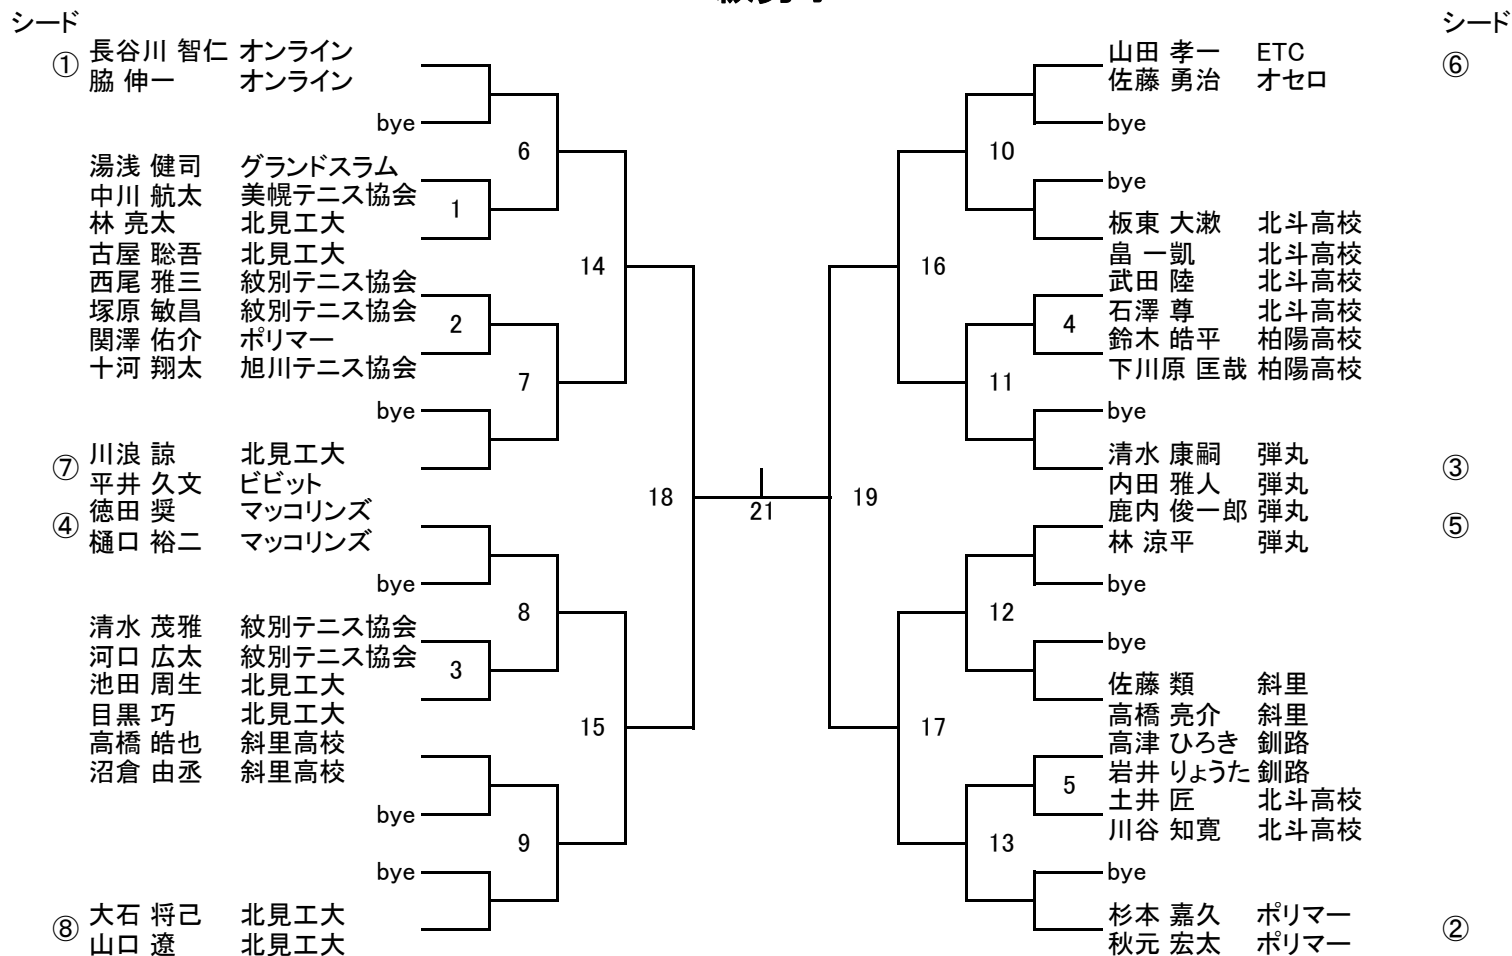 シード
① 長谷川 智仁 オンライン
脇 伸一 オンライン
bye
6
湯浅 健司 グランドスラム
中川 航太 美幌テニス協会
1
林 亮太 北見工大
古屋 聡吾 北見工大
14
西尾 雅三 紋別テニス協会
塚原 敏昌 紋別テニス協会
2
関澤 佑介 ポリマー
十河 翔太 旭川テニス協会
7
bye
⑦ 川浪 諒 北見工大
平井 久文 ビビット
18
④ 徳田 奨 マッコリンズ
樋口 裕二 マッコリンズ
bye
8
清水 茂雅 紋別テニス協会
河口 広太 紋別テニス協会
3
池田 周生 北見工大
目黒 巧 北見工大
15
高橋 皓也 斜里高校
沼倉 由丞 斜里高校
bye
9
bye
⑧ 大石 将己 北見工大
山口 遼 北見工大
21
シード
山田 孝一 ETC ⑥
佐藤 勇治 オセロ
bye
10
bye
板東 大漱 北斗高校
畠 一凱 北斗高校
16
武田 陸 北斗高校
石澤 尊 北斗高校
4
鈴木 皓平 柏陽高校
下川原 匡哉 柏陽高校
11
bye
清水 康嗣 弾丸 ③
内田 雅人 弾丸
19
鹿内 俊一郎 弾丸 ⑤
林 涼平 弾丸
bye
12
bye
佐藤 類 斜里
高橋 亮介 斜里
17
高津 ひろき 釧路
岩井 りょうた 釧路
5
土井 匠 北斗高校
川谷 知寛 北斗高校
13
bye
杉本 嘉久 ポリマー ②
秋元 宏太 ポリマー